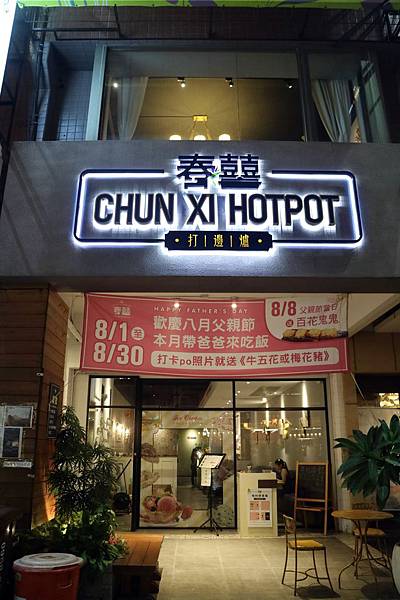 春囍
CHUN XI HOTPOT
打|邊|爐
春囍
HAPPY FATHER'S DAY
8/1至
8/30
歡慶八月父親節
本月帶爸爸來吃飯
打卡po照片就送《牛五花或梅花豬》
8/8 父親節當日
送 百花鬼鬼